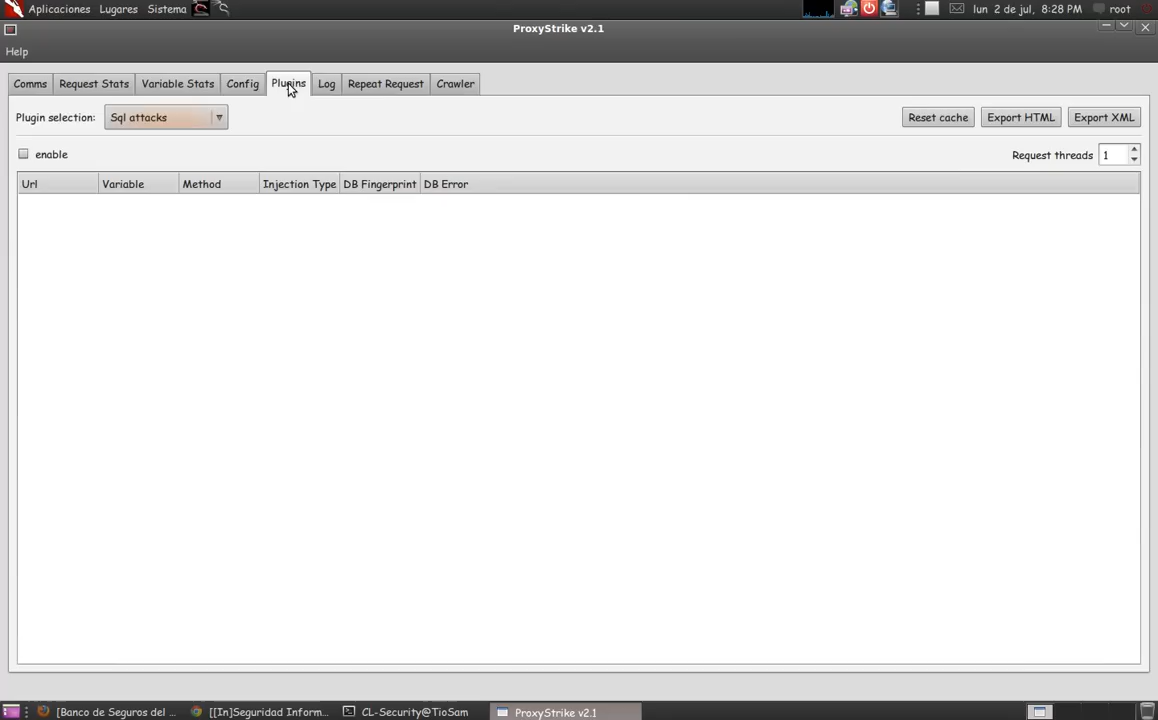 Aplicaciones Lugares Sistema lun 2 de jul, 8:28 PM root
ProxyStrike v2.1
Help
Comms Request Stats Variable Stats Config Plugins Log Repeat Request Crawler
Plugin selection: Sql attacks Reset cache Export HTML Export XML
enable Request threads 1
Url Variable Method Injection Type DB Fingerprint DB Error
[Banco de Seguros del ... [[In]Seguridad Inform... CL-Security@TioSam ProxyStrike v2.1